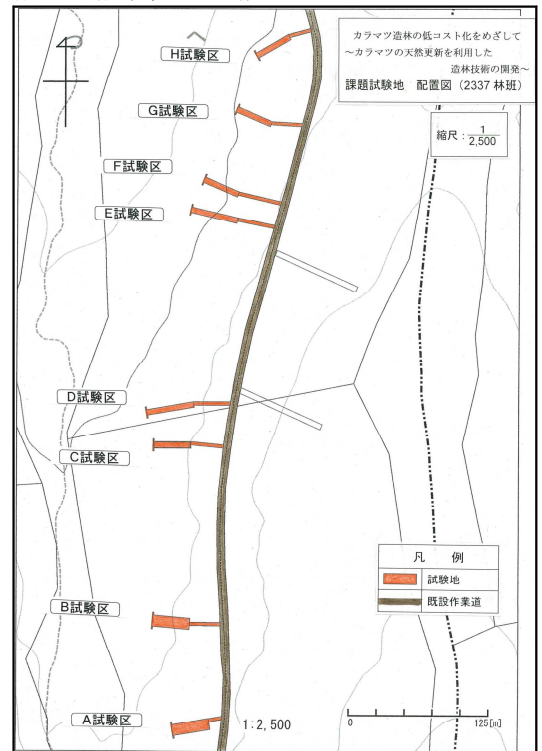 カラマツ造林の低コスト化をめざして
～カラマツの天然更新を利用した
造林技術の開発～
課題試験地　配置図（2337 林班）
縮尺：1/2,500
H試験区
G試験区
F試験区
E試験区
D試験区
C試験区
B試験区
A試験区
凡　例
試験地
既設作業道
1:2,500
0　125[m]